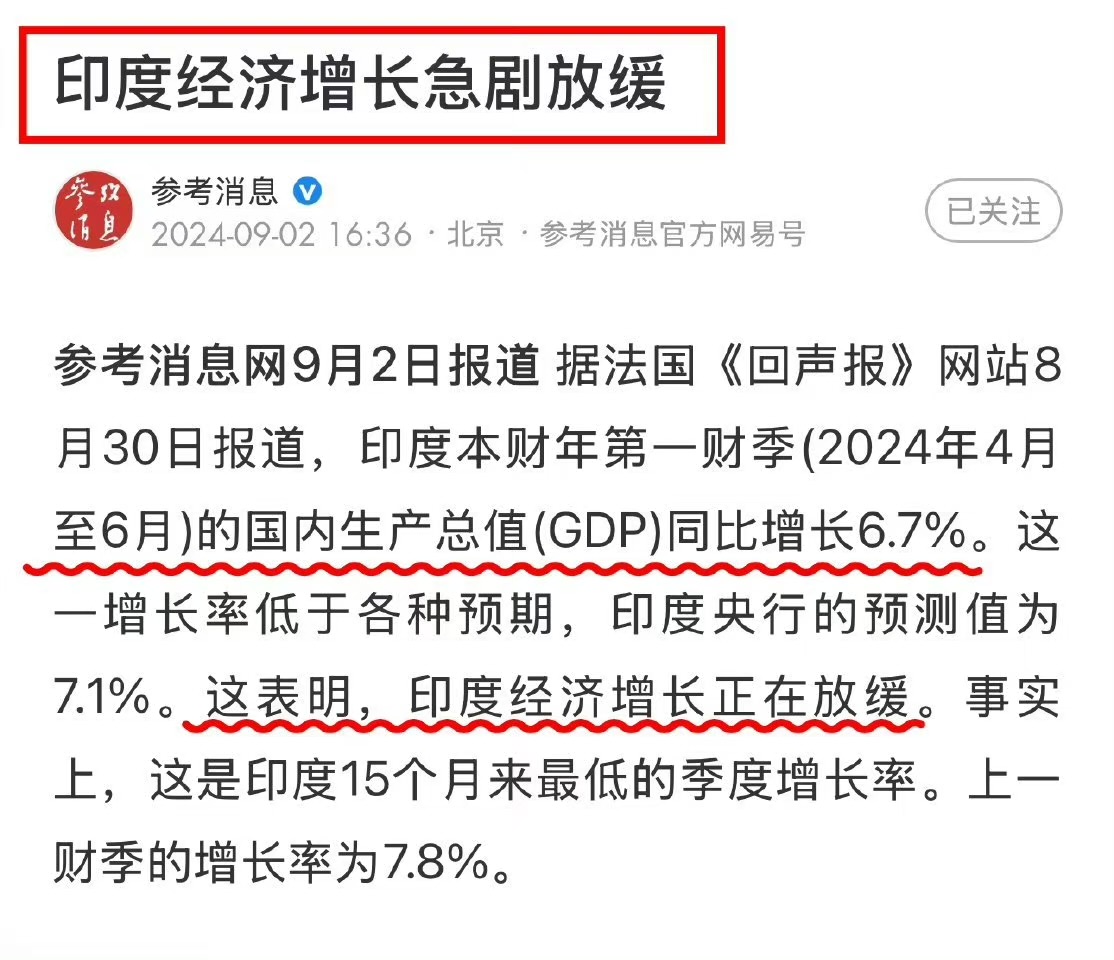 印度经济增长急剧放缓
参考消息
参考消息
2024-09-02 16:36 · 北京 · 参考消息官方网易号
已关注
参考消息网9月2日报道 据法国《回声报》网站8
月30日报道，印度本财年第一财季(2024年4月
至6月)的国内生产总值(GDP)同比增长6.7%。这
一增长率低于各种预期，印度央行的预测值为
7.1%。这表明，印度经济增长正在放缓。事实
上，这是印度15个月来最低的季度增长率。上一
财季的增长率为7.8%。